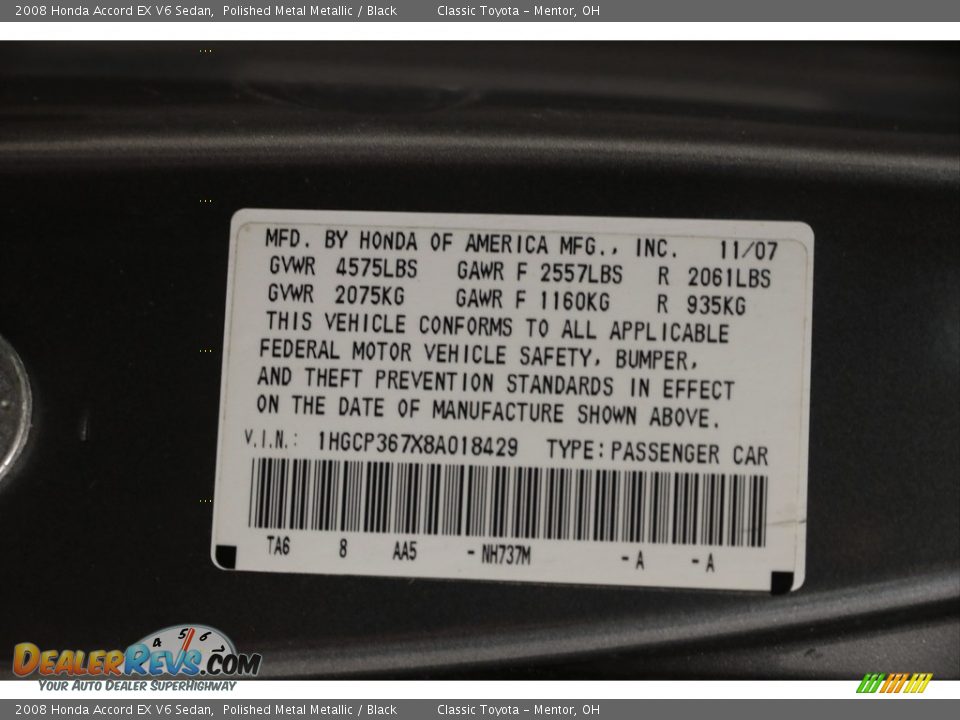 2008 Honda Accord EX V6 Sedan,  Polished Metal Metallic / Black          Classic Toyota - Mentor, OH
MFD. BY HONDA OF AMERICA MFG., INC.   11/07
GVWR 4575LBS   GAWR F 2557LBS   R 2061LBS
GVWR 2075KG   GAWR F 1160KG   R 935KG
THIS VEHICLE CONFORMS TO ALL APPLICABLE
FEDERAL MOTOR VEHICLE SAFETY, BUMPER,
AND THEFT PREVENTION STANDARDS IN EFFECT
ON THE DATE OF MANUFACTURE SHOWN ABOVE.
V.I.N.: 1HGCP367X8A018429   TYPE: PASSENGER CAR
TA6   8   AA5   - NH737M   - A   - A
4 5 6
DEALERREVS.COM
YOUR AUTO DEALER SUPERHIGHWAY
2008 Honda Accord EX V6 Sedan,  Polished Metal Metallic / Black          Classic Toyota - Mentor, OH